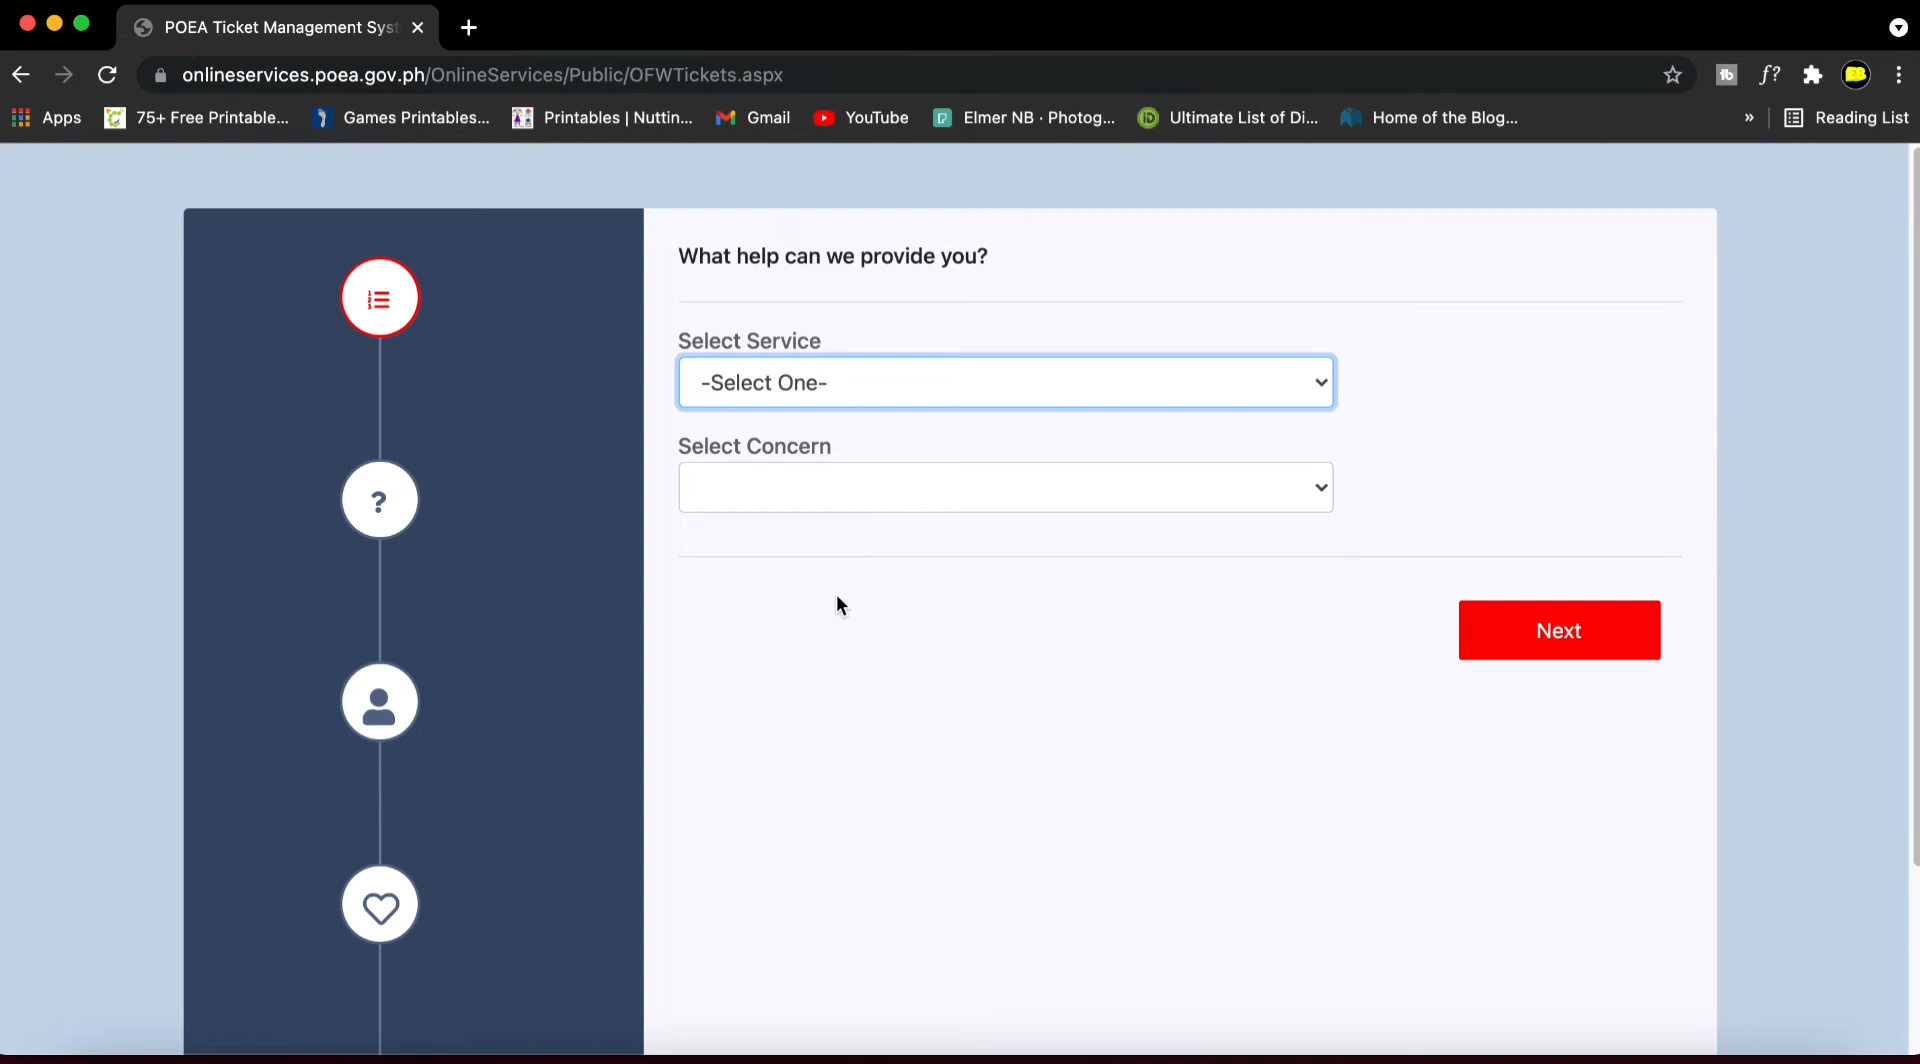 POEA Ticket Management Syst
onlineservices.poea.gov.ph/OnlineServices/Public/OFWTickets.aspx
f?
Apps
75+ Free Printable...
Games Printables...
Printables | Nuttin...
Gmail
YouTube
Elmer NB · Photog...
Ultimate List of Di...
Home of the Blog...
»
Reading List
What help can we provide you?
Select Service
-Select One-
Select Concern
?
Next